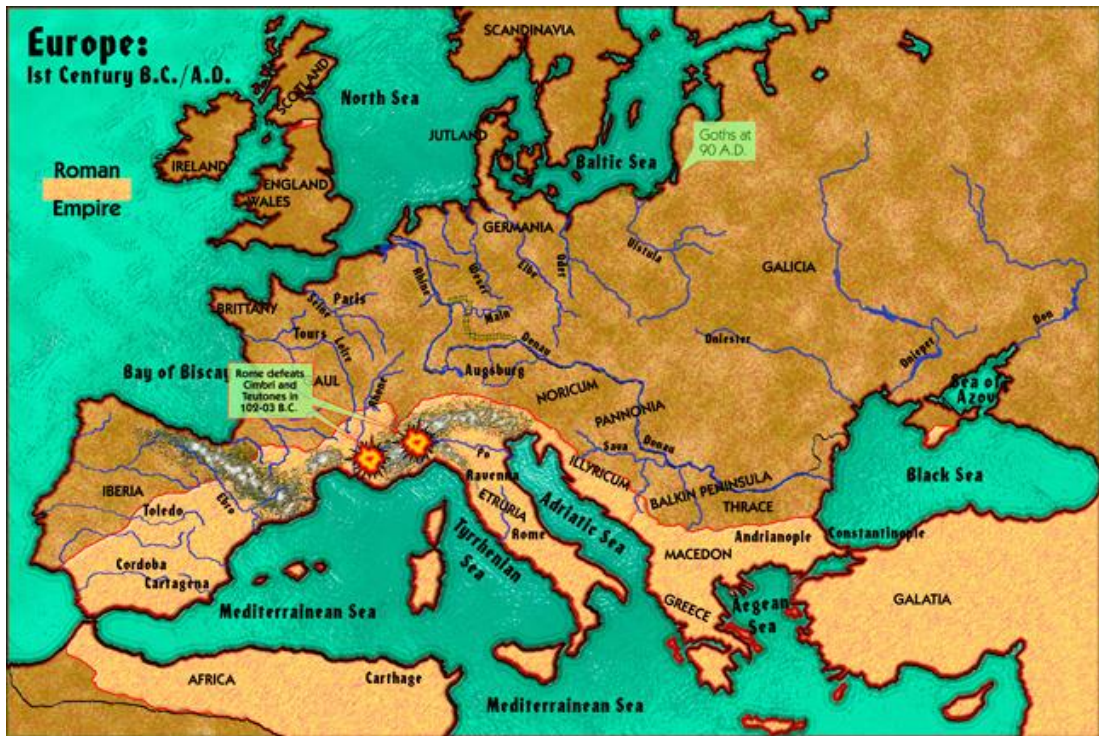 Europe:
1st Century B.C./A.D.
SCANDINAVIA
SCOTLAND
North Sea
JUTLAND
Goths at
90 A.D.
Baltic Sea
IRELAND
Roman
Empire
ENGLAND
WALES
GERMANIA
Vistula
GALICIA
Rhine
Weser
Elbe
Oder
BRITTANY
Seine
Paris
Main
Don
Tours
Loire
Denau
Dniester
Dnieper
Bay of Biscay
Rome defeats
Cimbri and
Teutones in
102-03 B.C.
AUL
Rhone
Augsburg
NORICUM
Sea of
Azov
PANNONIA
Sava
Denau
Po
IBERIA
Ebro
Ravenna
ILLYRICUM
BALKIN PENINSULA
Black Sea
Toledo
ETRURIA
Adriatic Sea
THRACE
Rome
Andrianople
Constantinople
Cordoba
Cartagena
Tyrrhenian
Sea
MACEDON
Mediterrainean Sea
GREECE
Aegean
Sea
GALATIA
AFRICA
Carthage
Mediterrainean Sea